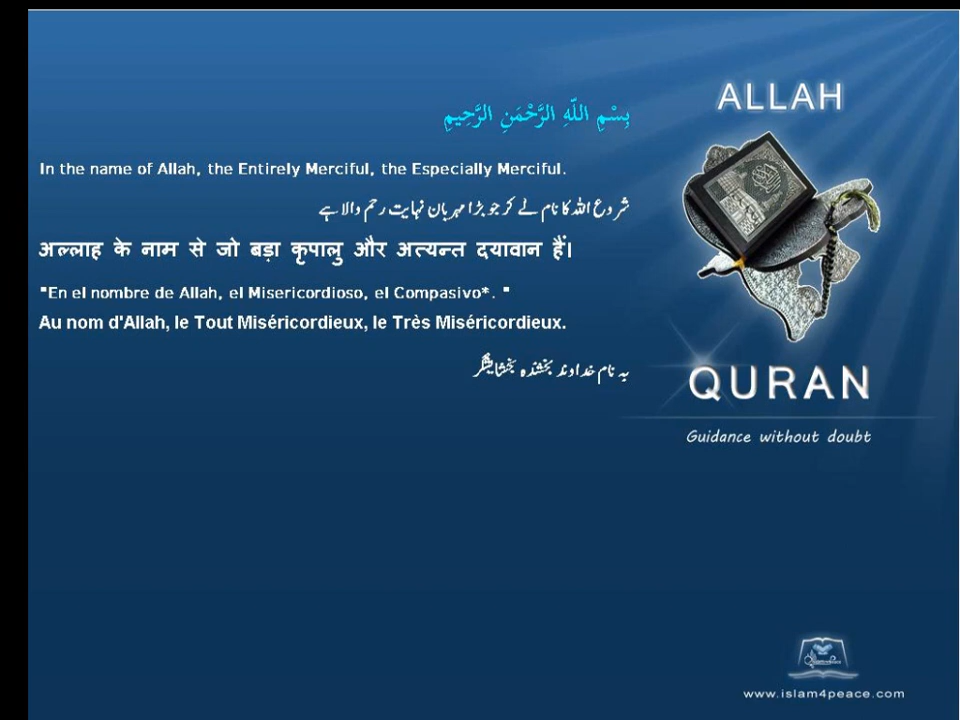 بِسْمِ اللّهِ الرَّحْمَنِ الرَّحِيمِ
In the name of Allah, the Entirely Merciful, the Especially Merciful.
شروع الله کا نام لے کر جو بڑا مہربان نہایت رحم والا ہے
अल्लाह के नाम से जो बड़ा कृपालु और अत्यन्त दयावान हैं।
"En el nombre de Allah, el Misericordioso, el Compasivo*. "
Au nom d'Allah, le Tout Miséricordieux, le Très Miséricordieux.
به نام خداوند بخشنده بخشایشگر
ALLAH
QURAN
Guidance without doubt
www.islam4peace.com